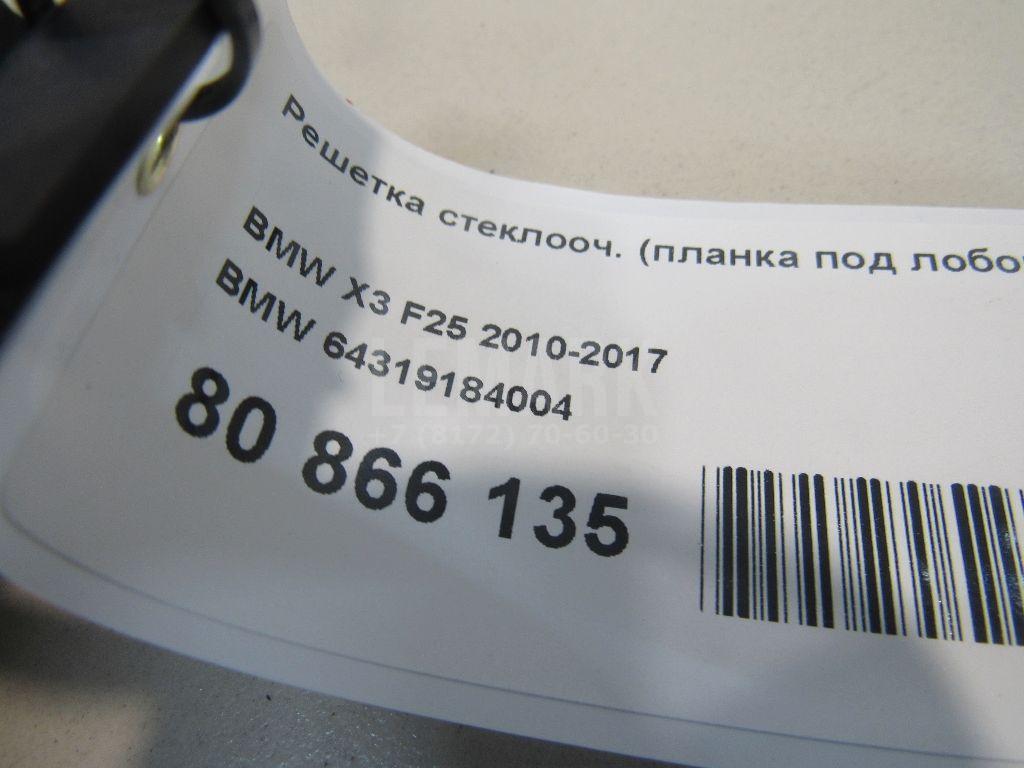 Решетка стеклооч. (планка под лобо
BMW X3 F25 2010-2017
BMW 64319184004
80 866 135
LEMARK
+7 (8172) 70-60-30